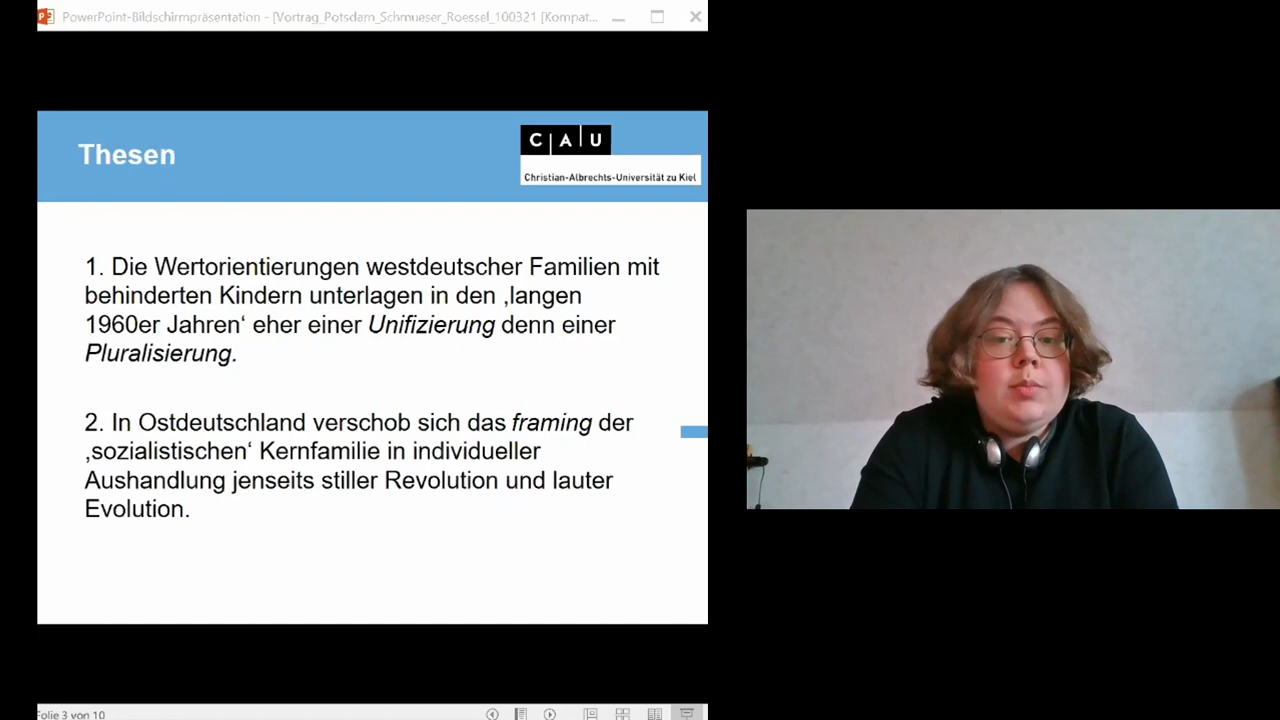 PowerPoint-Bildschirmpräsentation - [Vortrag_Potsdam_Schmueser_Roessel_100321 [Kompat...
Thesen
C A U
Christian-Albrechts-Universität zu Kiel
1. Die Wertorientierungen westdeutscher Familien mit
behinderten Kindern unterlagen in den ‚langen
1960er Jahren‘ eher einer Unifizierung denn einer
Pluralisierung.
2. In Ostdeutschland verschob sich das framing der
‚sozialistischen‘ Kernfamilie in individueller
Aushandlung jenseits stiller Revolution und lauter
Evolution.
Folie 3 von 10